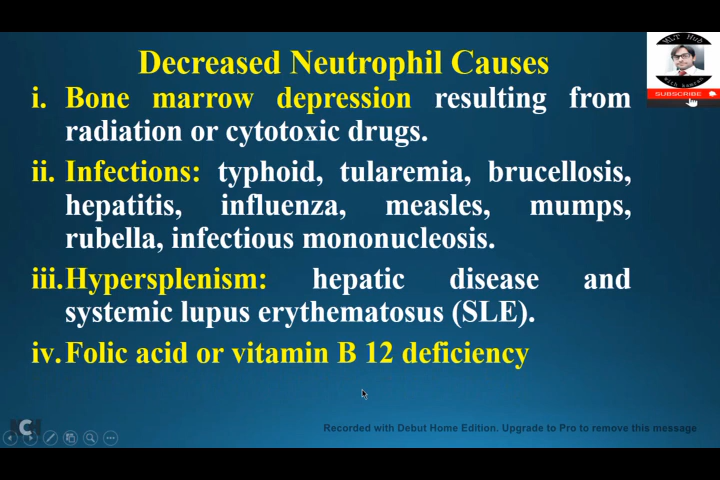 Decreased Neutrophil Causes
i. Bone marrow depression resulting from
radiation or cytotoxic drugs.
ii. Infections: typhoid, tularemia, brucellosis,
hepatitis, influenza, measles, mumps,
rubella, infectious mononucleosis.
iii. Hypersplenism: hepatic disease and
systemic lupus erythematosus (SLE).
iv. Folic acid or vitamin B 12 deficiency
SUBSCRIBE
Recorded with Debut Home Edition. Upgrade to Pro to remove this message